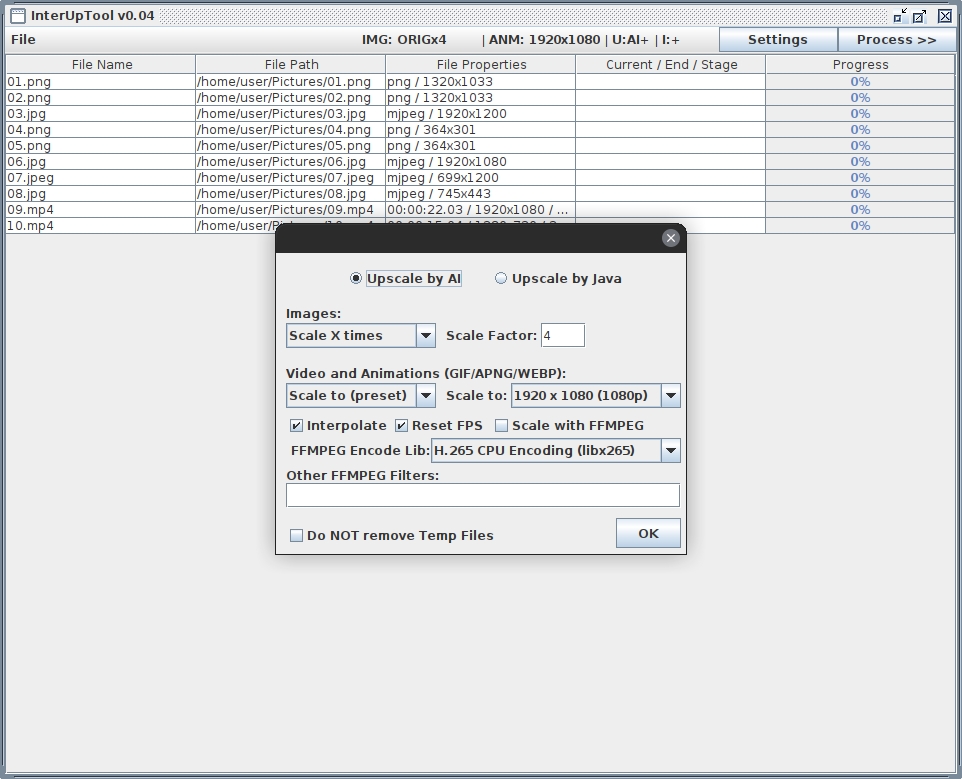 InterUpTool v0.04
File IMG: ORIGx4 | ANM: 1920x1080 | U:AI+ | I:+ Settings Process >>
File Name File Path File Properties Current / End / Stage Progress
01.png /home/user/Pictures/01.png png / 1320x1033 0%
02.png /home/user/Pictures/02.png png / 1320x1033 0%
03.jpg /home/user/Pictures/03.jpg mjpeg / 1920x1200 0%
04.png /home/user/Pictures/04.png png / 364x301 0%
05.png /home/user/Pictures/05.png png / 364x301 0%
06.jpg /home/user/Pictures/06.jpg mjpeg / 1920x1080 0%
07.jpeg /home/user/Pictures/07.jpeg mjpeg / 699x1200 0%
08.jpg /home/user/Pictures/08.jpg mjpeg / 745x443 0%
09.mp4 /home/user/Pictures/09.mp4 00:00:22.03 / 1920x1080 / ... 0%
10.mp4 0%
Upscale by AI Upscale by Java
Images:
Scale X times Scale Factor: 4
Video and Animations (GIF/APNG/WEBP):
Scale to (preset) Scale to: 1920 x 1080 (1080p)
Interpolate Reset FPS Scale with FFMPEG
FFMPEG Encode Lib: H.265 CPU Encoding (libx265)
Other FFMPEG Filters:
Do NOT remove Temp Files OK